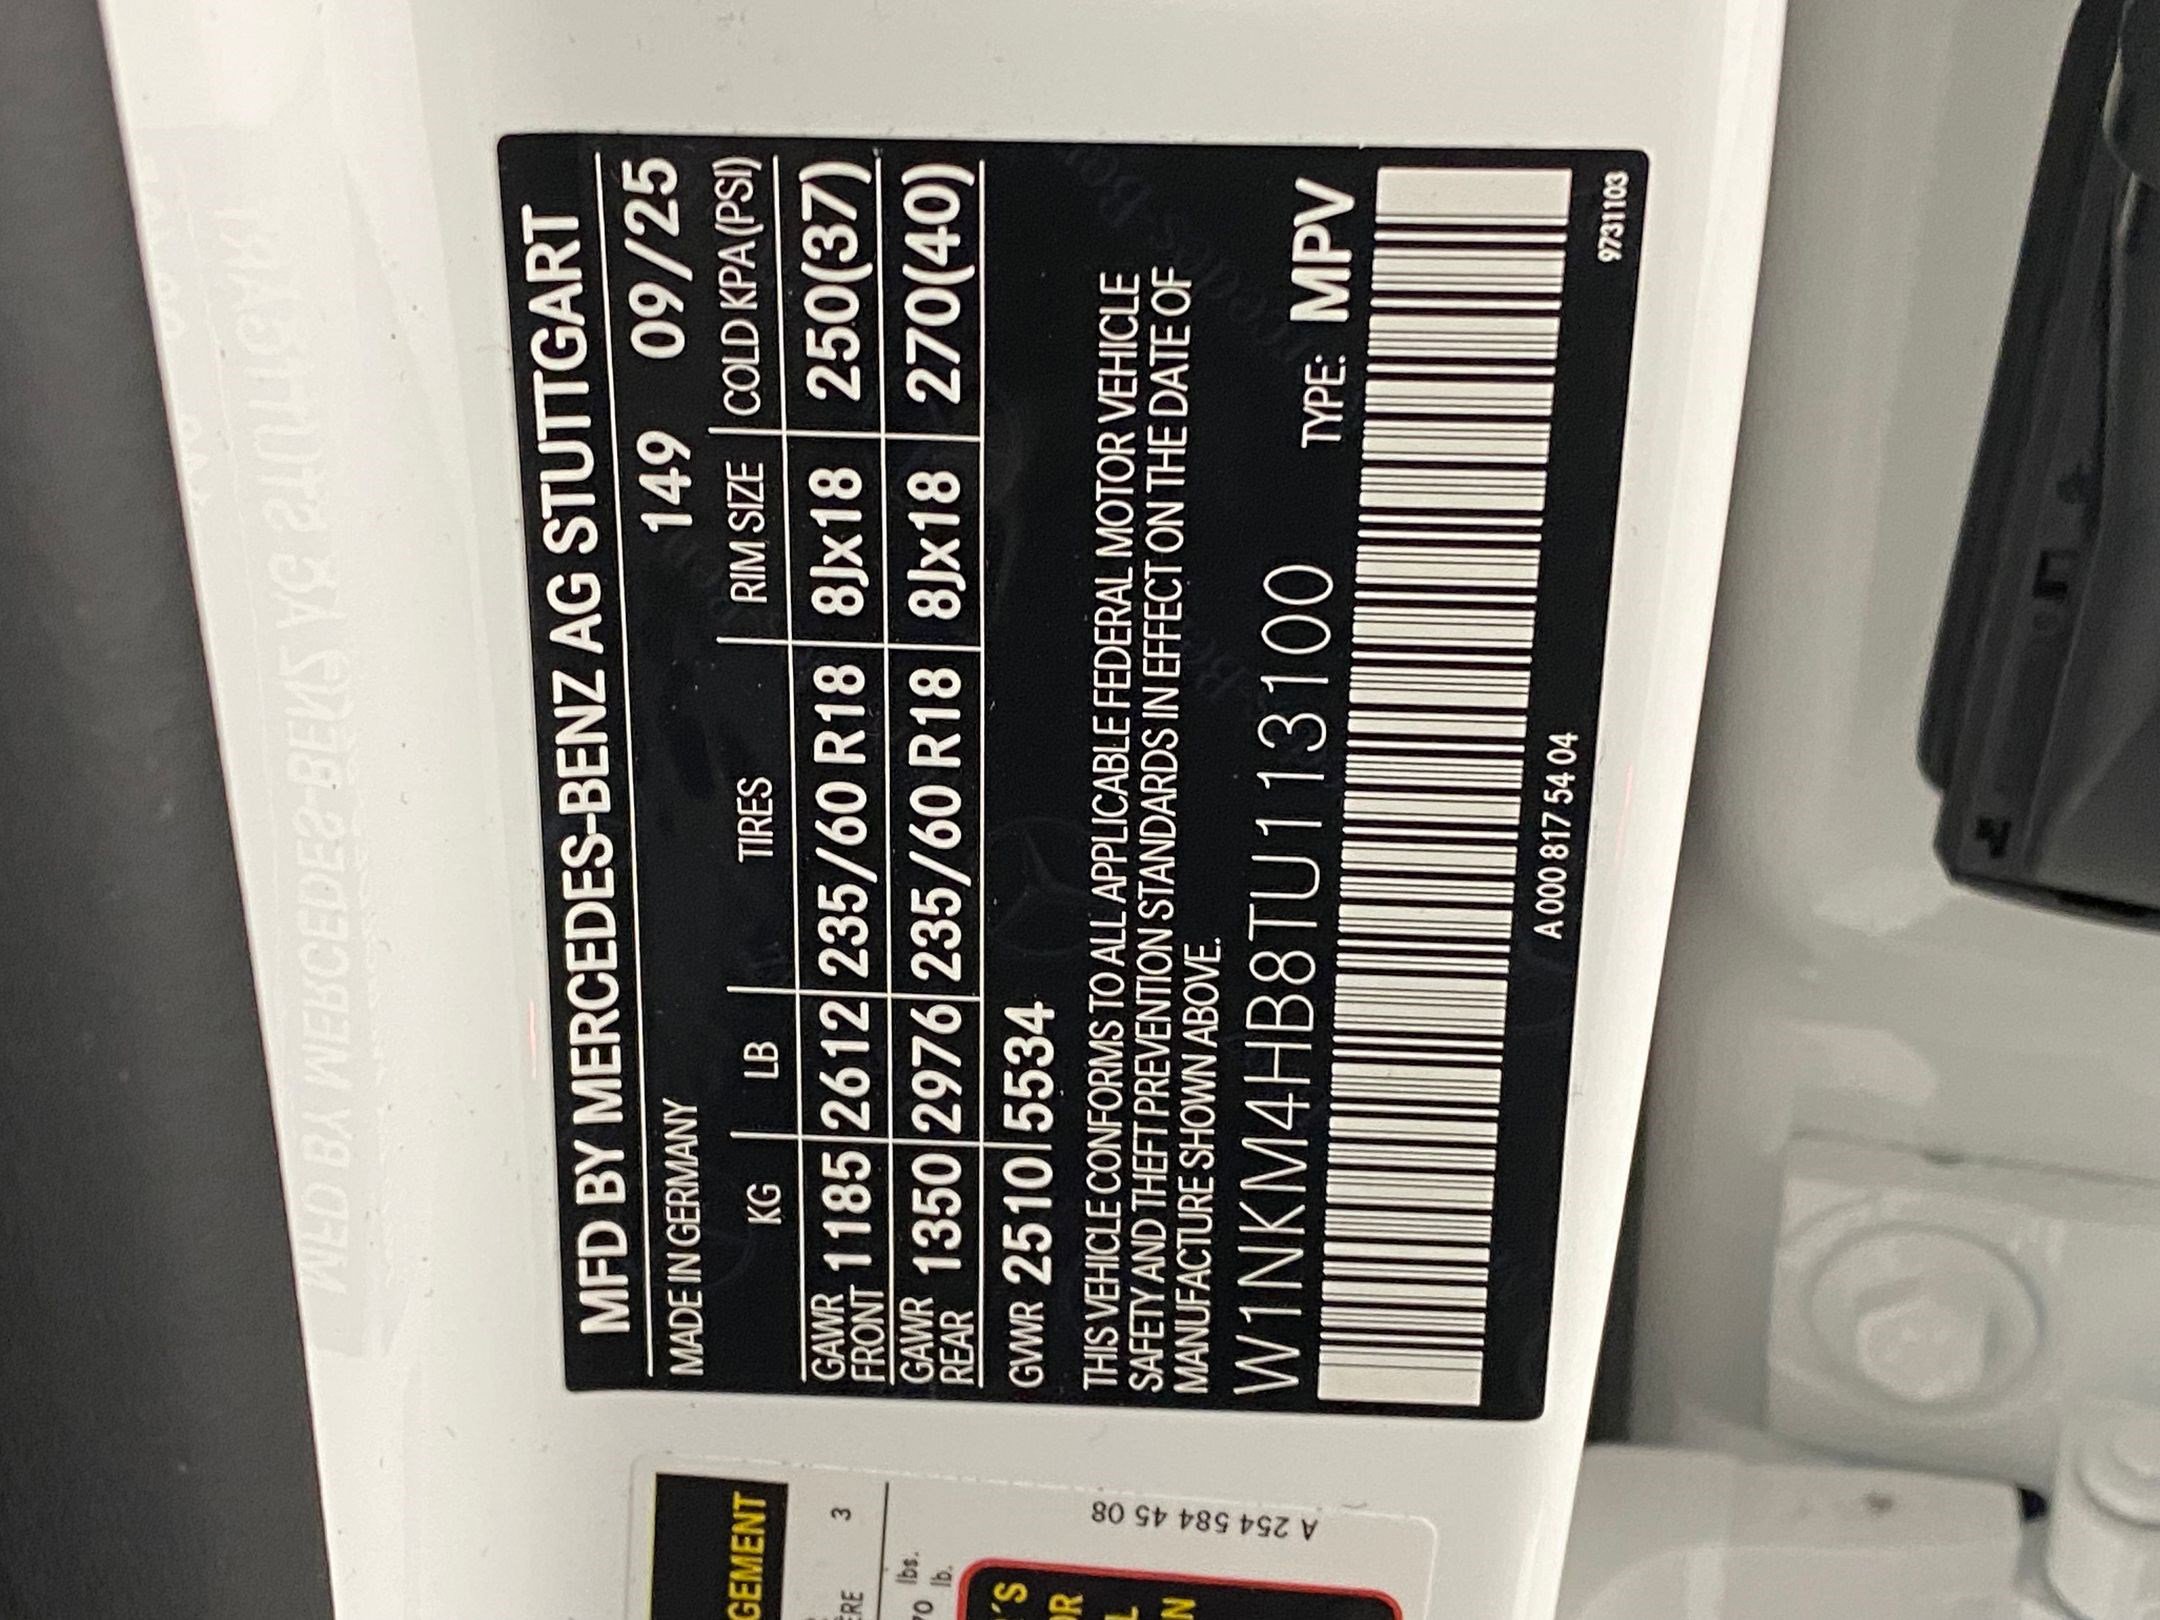 MFD BY MERCEDES-BENZ AG STUTTGART
MADE IN GERMANY 149 09/25
KG LB TIRES RIM SIZE COLD KPA(PSI)
GAWR FRONT 1185 2612 235/60 R18 8Jx18 250(37)
GAWR REAR 1350 2976 235/60 R18 8Jx18 270(40)
GVWR 2510 5534
THIS VEHICLE CONFORMS TO ALL APPLICABLE FEDERAL MOTOR VEHICLE
SAFETY AND THEFT PREVENTION STANDARDS IN EFFECT ON THE DATE OF
MANUFACTURE SHOWN ABOVE.
W1NKM4HB8TU113100 TYPE: MPV
A 000 817 54 04
9731103
GEMENT
3
lbs.
70 lb.
A 254 584 45 08